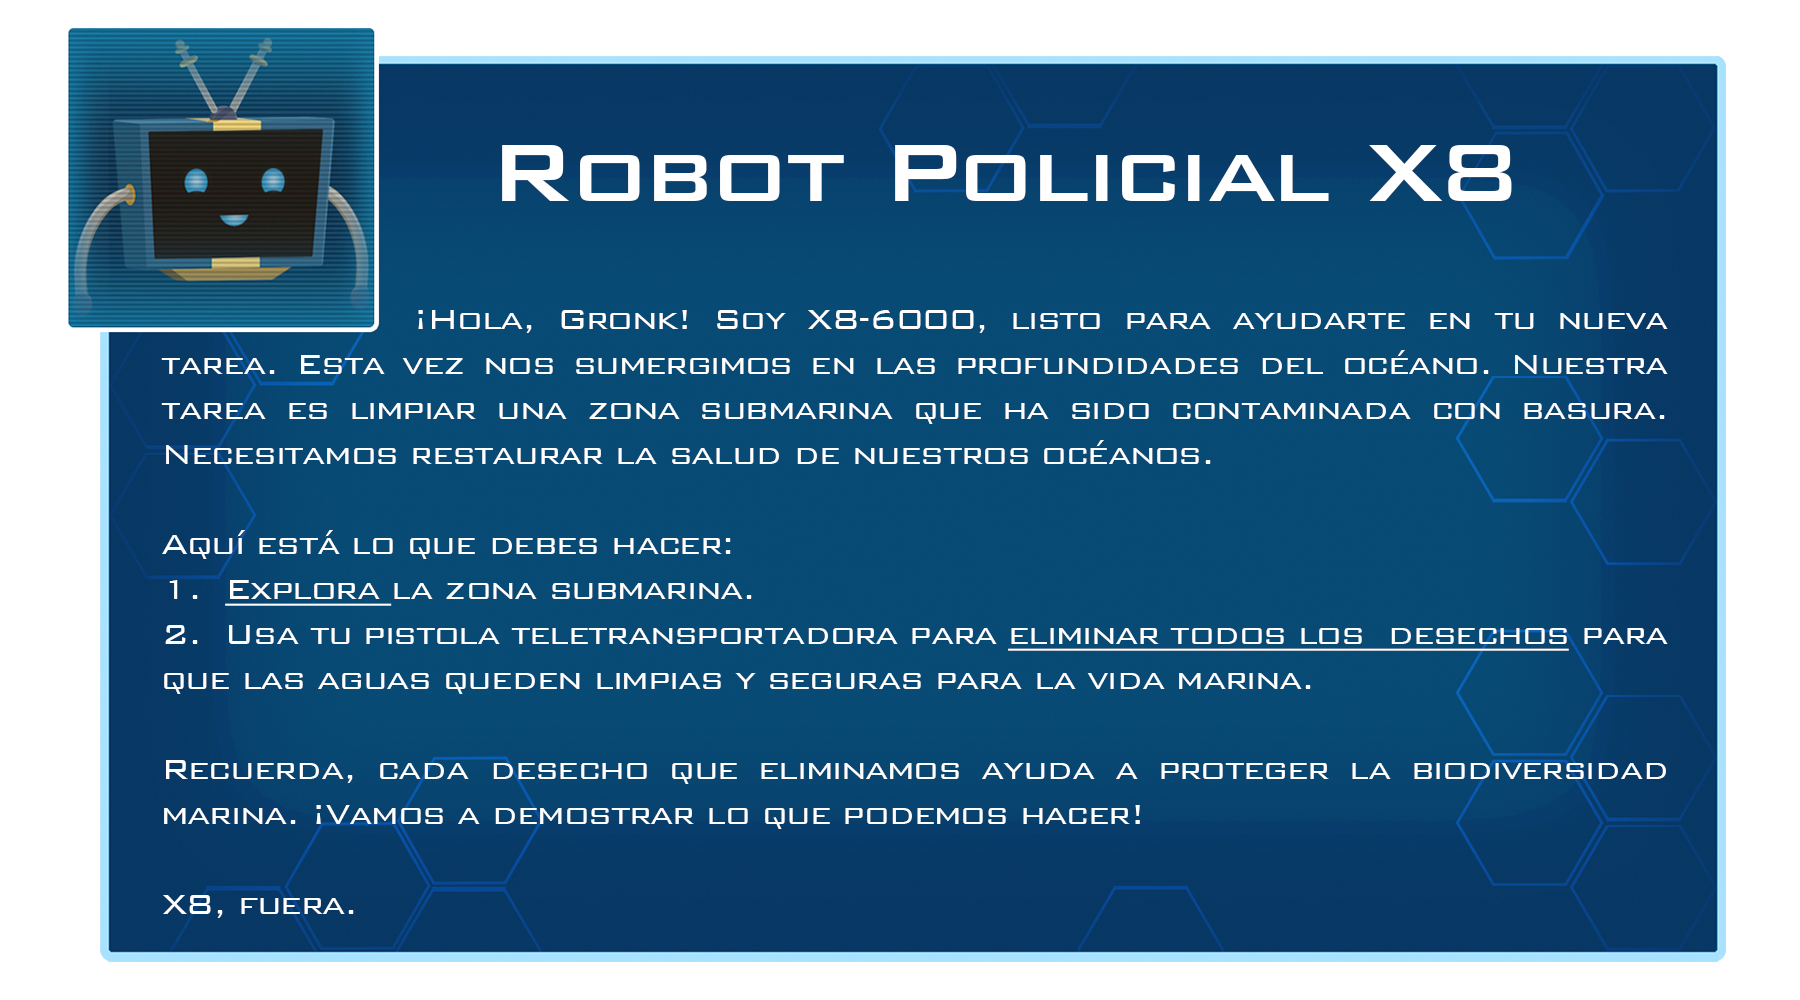 Robot Policial X8
¡Hola, Gronk! Soy X8-6000, listo para ayudarte en tu nueva
tarea. Esta vez nos sumergimos en las profundidades del océano. Nuestra
tarea es limpiar una zona submarina que ha sido contaminada con basura.
Necesitamos restaurar la salud de nuestros océanos.
Aquí está lo que debes hacer:
1. Explora la zona submarina.
2. Usa tu pistola teletransportadora para eliminar todos los desechos para
que las aguas queden limpias y seguras para la vida marina.
Recuerda, cada desecho que eliminamos ayuda a proteger la biodiversidad
marina. ¡Vamos a demostrar lo que podemos hacer!
X8, fuera.